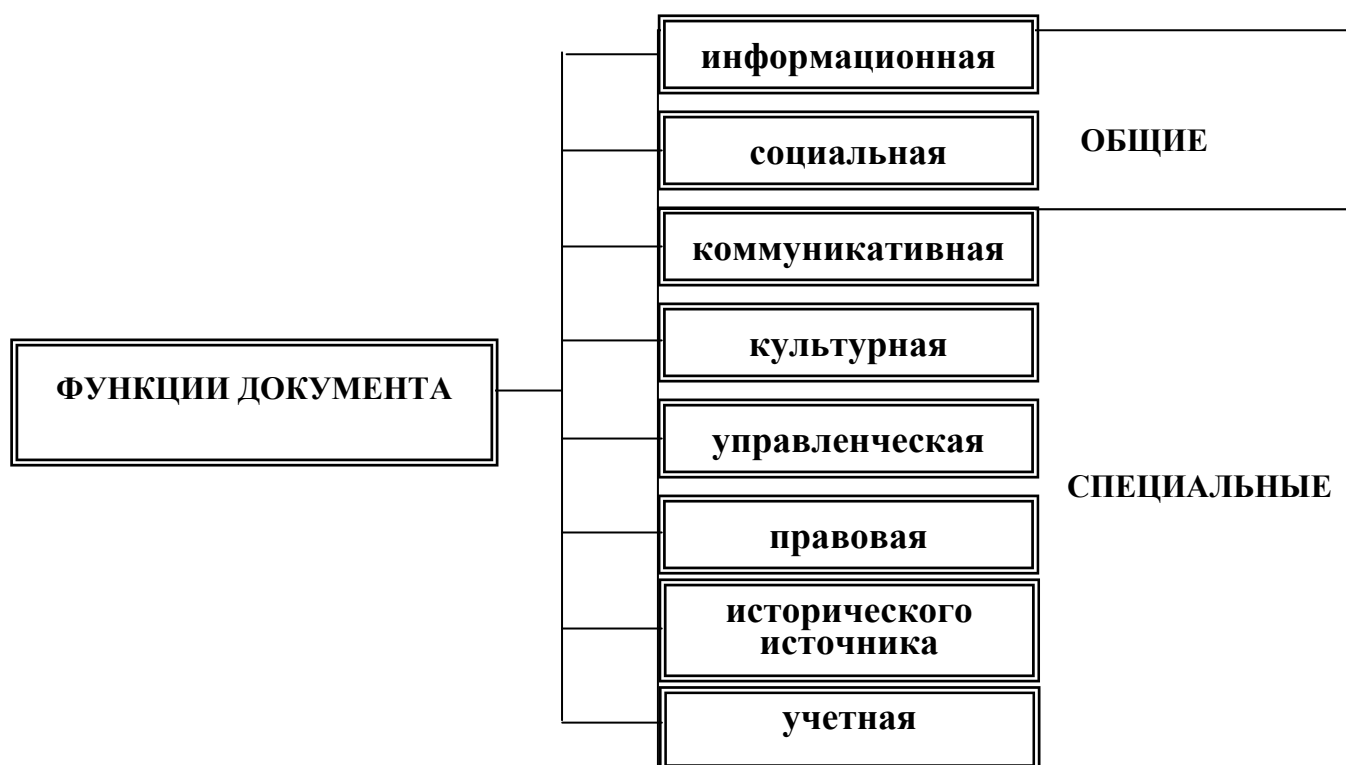 информационная
социальная
ОБЩИЕ
коммуникативная
культурная
ФУНКЦИИ ДОКУМЕНТА
управленческая
СПЕЦИАЛЬНЫЕ
правовая
исторического
источника
учетная